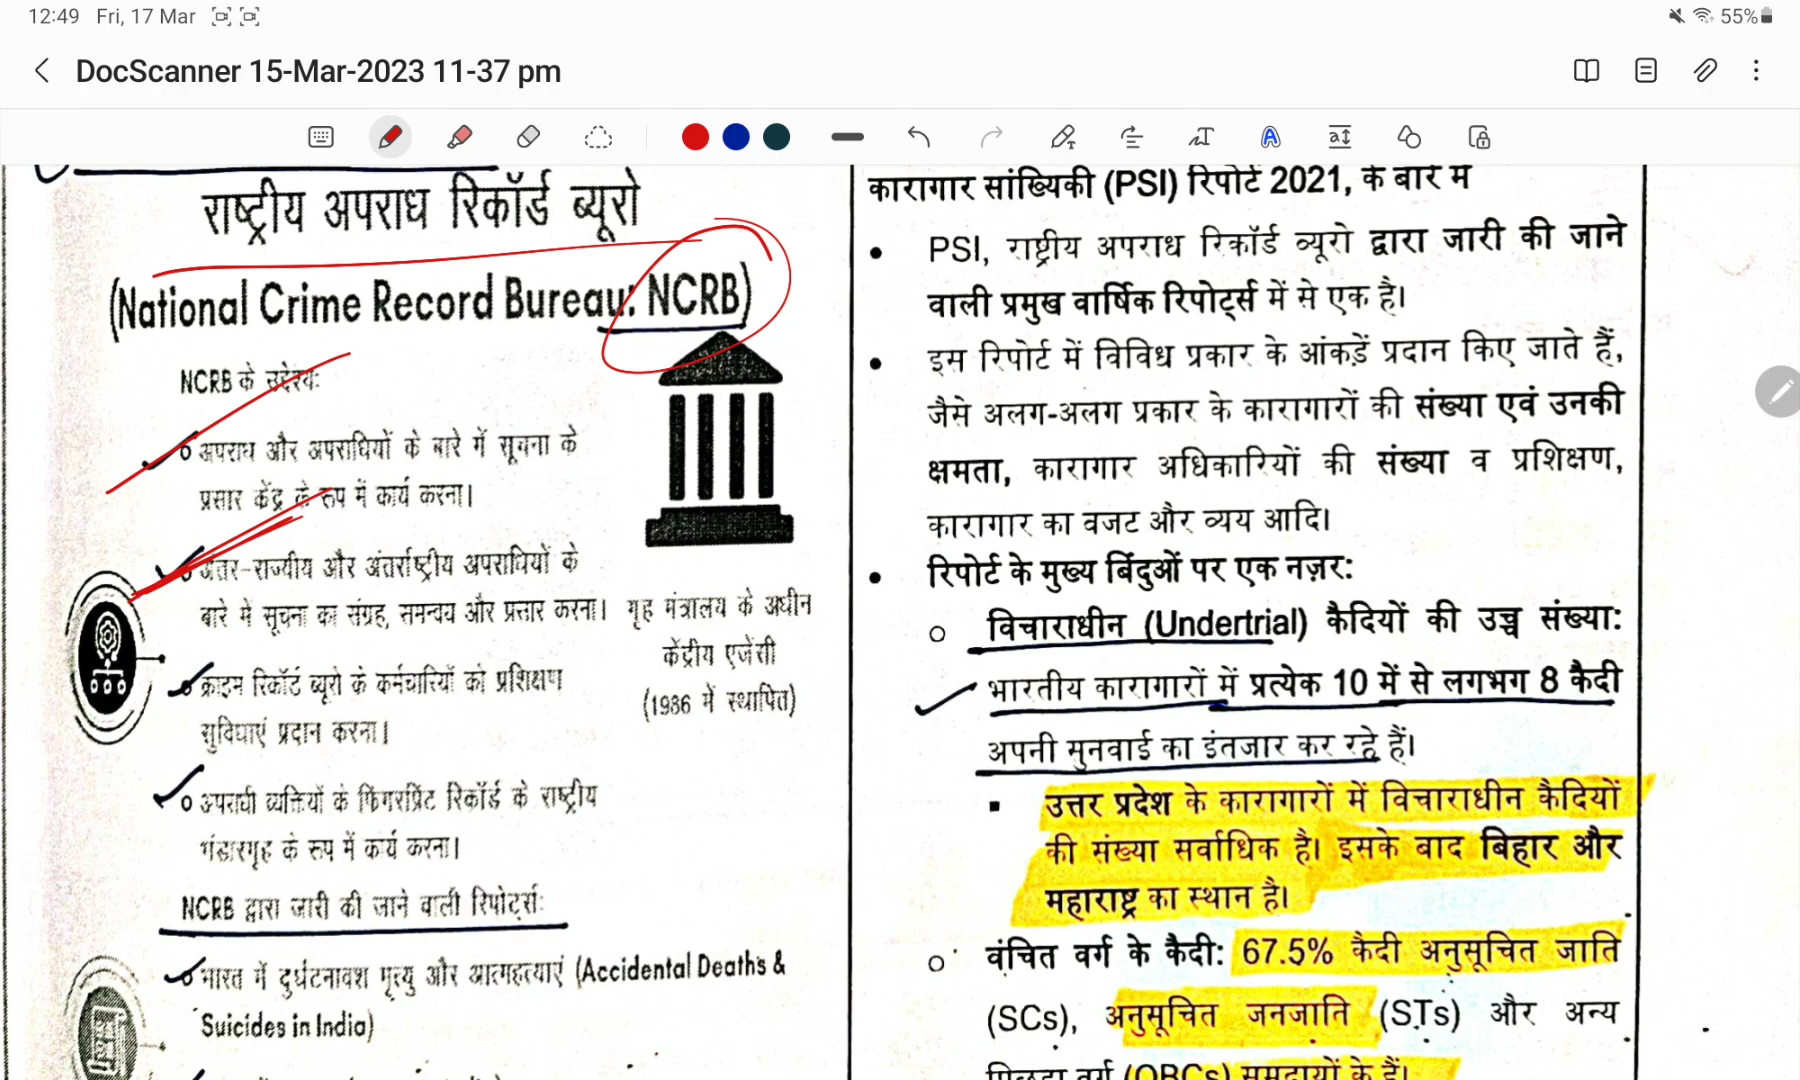 12:49 Fri, 17 Mar
55%
DocScanner 15-Mar-2023 11-37 pm
राष्ट्रीय अपराध रिकॉर्ड ब्यूरो
(National Crime Record Bureau: NCRB)
NCRB के उद्देश्य:
अपराध और अपराधियों के बारे में सूचना के
प्रसार केंद्र के रूप में कार्य करना।
अंतर-राज्यीय और अंतर्राष्ट्रीय अपराधियों के
बारे में सूचना का संग्रह, समन्वय और प्रसार करना।
क्राइम रिकॉर्ड ब्यूरो के कर्मचारियों को प्रशिक्षण
सुविधाएं प्रदान करना।
अपराधी व्यक्तियों के फिंगरप्रिंट रिकॉर्ड के राष्ट्रीय
भंडारगृह के रूप में कार्य करना।
गृह मंत्रालय के अधीन
केंद्रीय एजेंसी
(1986 में स्थापित)
NCRB द्वारा जारी की जाने वाली रिपोर्ट्स:
भारत में दुर्घटनावश मृत्यु और आत्महत्याएं (Accidental Deaths &
Suicides in India)
कारागार सांख्यिकी (PSI) रिपोर्ट 2021, के बारे में
• PSI, राष्ट्रीय अपराध रिकॉर्ड ब्यूरो द्वारा जारी की जाने
वाली प्रमुख वार्षिक रिपोर्ट्स में से एक है।
• इस रिपोर्ट में विविध प्रकार के आंकड़ें प्रदान किए जाते हैं,
जैसे अलग-अलग प्रकार के कारागारों की संख्या एवं उनकी
क्षमता, कारागार अधिकारियों की संख्या व प्रशिक्षण,
कारागार का बजट और व्यय आदि।
• रिपोर्ट के मुख्य बिंदुओं पर एक नज़र:
विचाराधीन (Undertrial) कैदियों की उच्च संख्या:
भारतीय कारागारों में प्रत्येक 10 में से लगभग 8 कैदी
अपनी सुनवाई का इंतजार कर रहे हैं।
▪ उत्तर प्रदेश के कारागारों में विचाराधीन कैदियों
की संख्या सर्वाधिक है। इसके बाद बिहार और
महाराष्ट्र का स्थान है।
वंचित वर्ग के कैदी: 67.5% कैदी अनुसूचित जाति
(SCs), अनुसूचित जनजाति (STs) और अन्य
पिछड़ा वर्ग (OBCs) समुदायों के हैं।